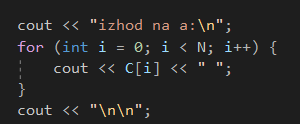 cout << "izhod na a:\n";
for (int i = 0; i < N; i++) {
    cout << C[i] << " ";
}
cout << "\n\n";